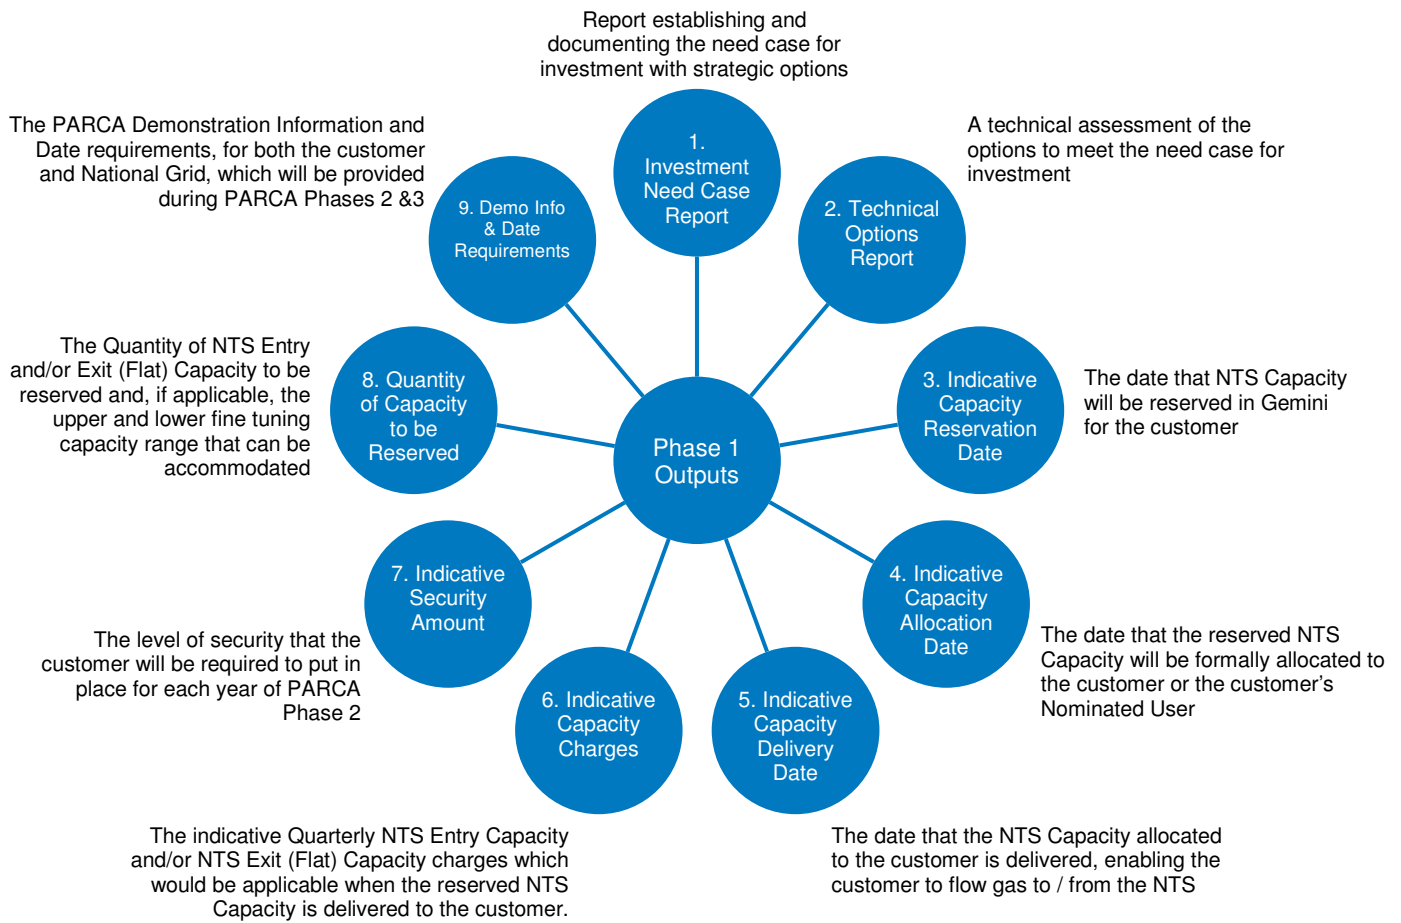 Report establishing and
documenting the need case for
investment with strategic options
1.
Investment
Need Case
Report
A technical assessment of the
options to meet the need case for
investment
2. Technical
Options
Report
The date that NTS Capacity
will be reserved in Gemini
for the customer
3. Indicative
Capacity
Reservation
Date
The date that the reserved NTS
Capacity will be formally allocated to
the customer or the customer’s
Nominated User
4. Indicative
Capacity
Allocation
Date
The date that the NTS Capacity allocated
to the customer is delivered, enabling the
customer to flow gas to / from the NTS
5. Indicative
Capacity
Delivery
Date
The indicative Quarterly NTS Entry Capacity
and/or NTS Exit (Flat) Capacity charges which
would be applicable when the reserved NTS
Capacity is delivered to the customer.
6. Indicative
Capacity
Charges
The level of security that the
customer will be required to put in
place for each year of PARCA
Phase 2
7. Indicative
Security
Amount
The Quantity of NTS Entry
and/or Exit (Flat) Capacity to be
reserved and, if applicable, the
upper and lower fine tuning
capacity range that can be
accommodated
8. Quantity
of Capacity
to be
Reserved
The PARCA Demonstration Information and
Date requirements, for both the customer
and National Grid, which will be provided
during PARCA Phases 2 &3
9. Demo Info
& Date
Requirements
Phase 1
Outputs